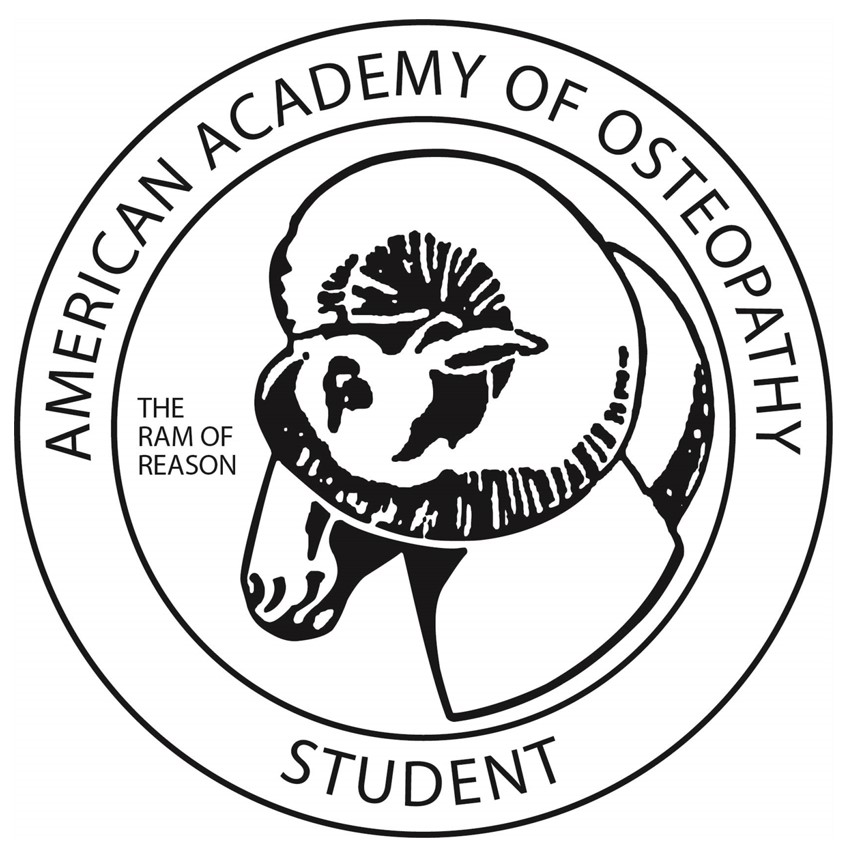 AMERICAN ACADEMY OF OSTEOPATHY
THE
RAM OF
REASON
STUDENT